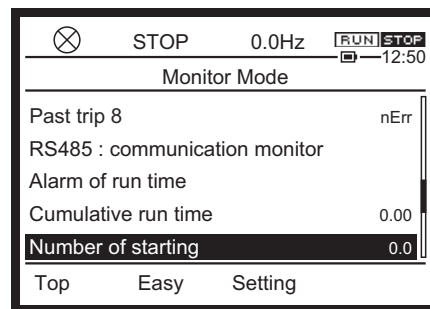 STOP 0.0Hz RUN STOP
12:50
Monitor Mode
Past trip 8 nErr
RS485 : communication monitor
Alarm of run time
Cumulative run time 0.00
Number of starting 0.0
Top Easy Setting